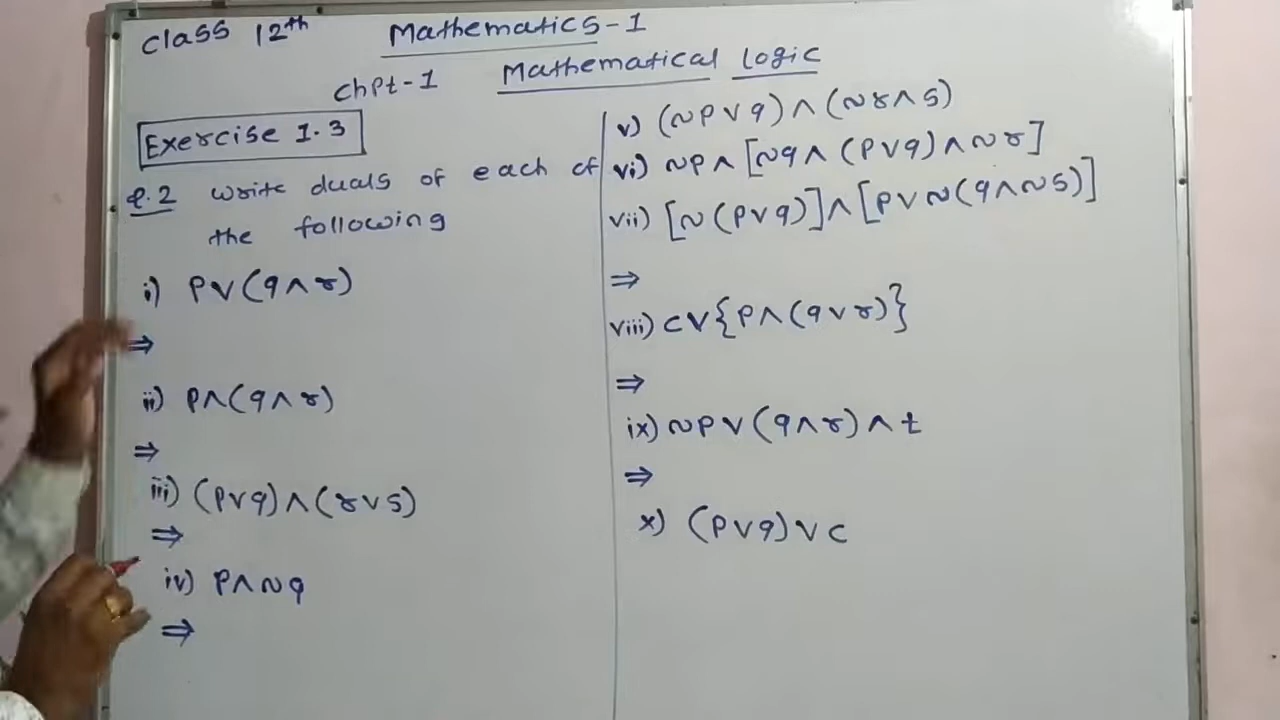 Class 12th Mathematics-1
Chpt-1 Mathematical Logic
Exercise 1.3
Q.2 Write duals of each of
the following
i) p∨(q∧r)
⇒
ii) p∧(q∧r)
⇒
iii) (p∨q)∧(r∨s)
⇒
iv) p∧~q
⇒
v) (~p∨q)∧(~r∧s)
vi) ~p∧[~q∧(p∨q)∧~r]
vii) [~(p∨q)]∧[p∨~(q∧~s)]
⇒
viii) c∨{p∧(q∨r)}
⇒
ix) ~p∨(q∧r)∧t
⇒
x) (p∨q)∨c